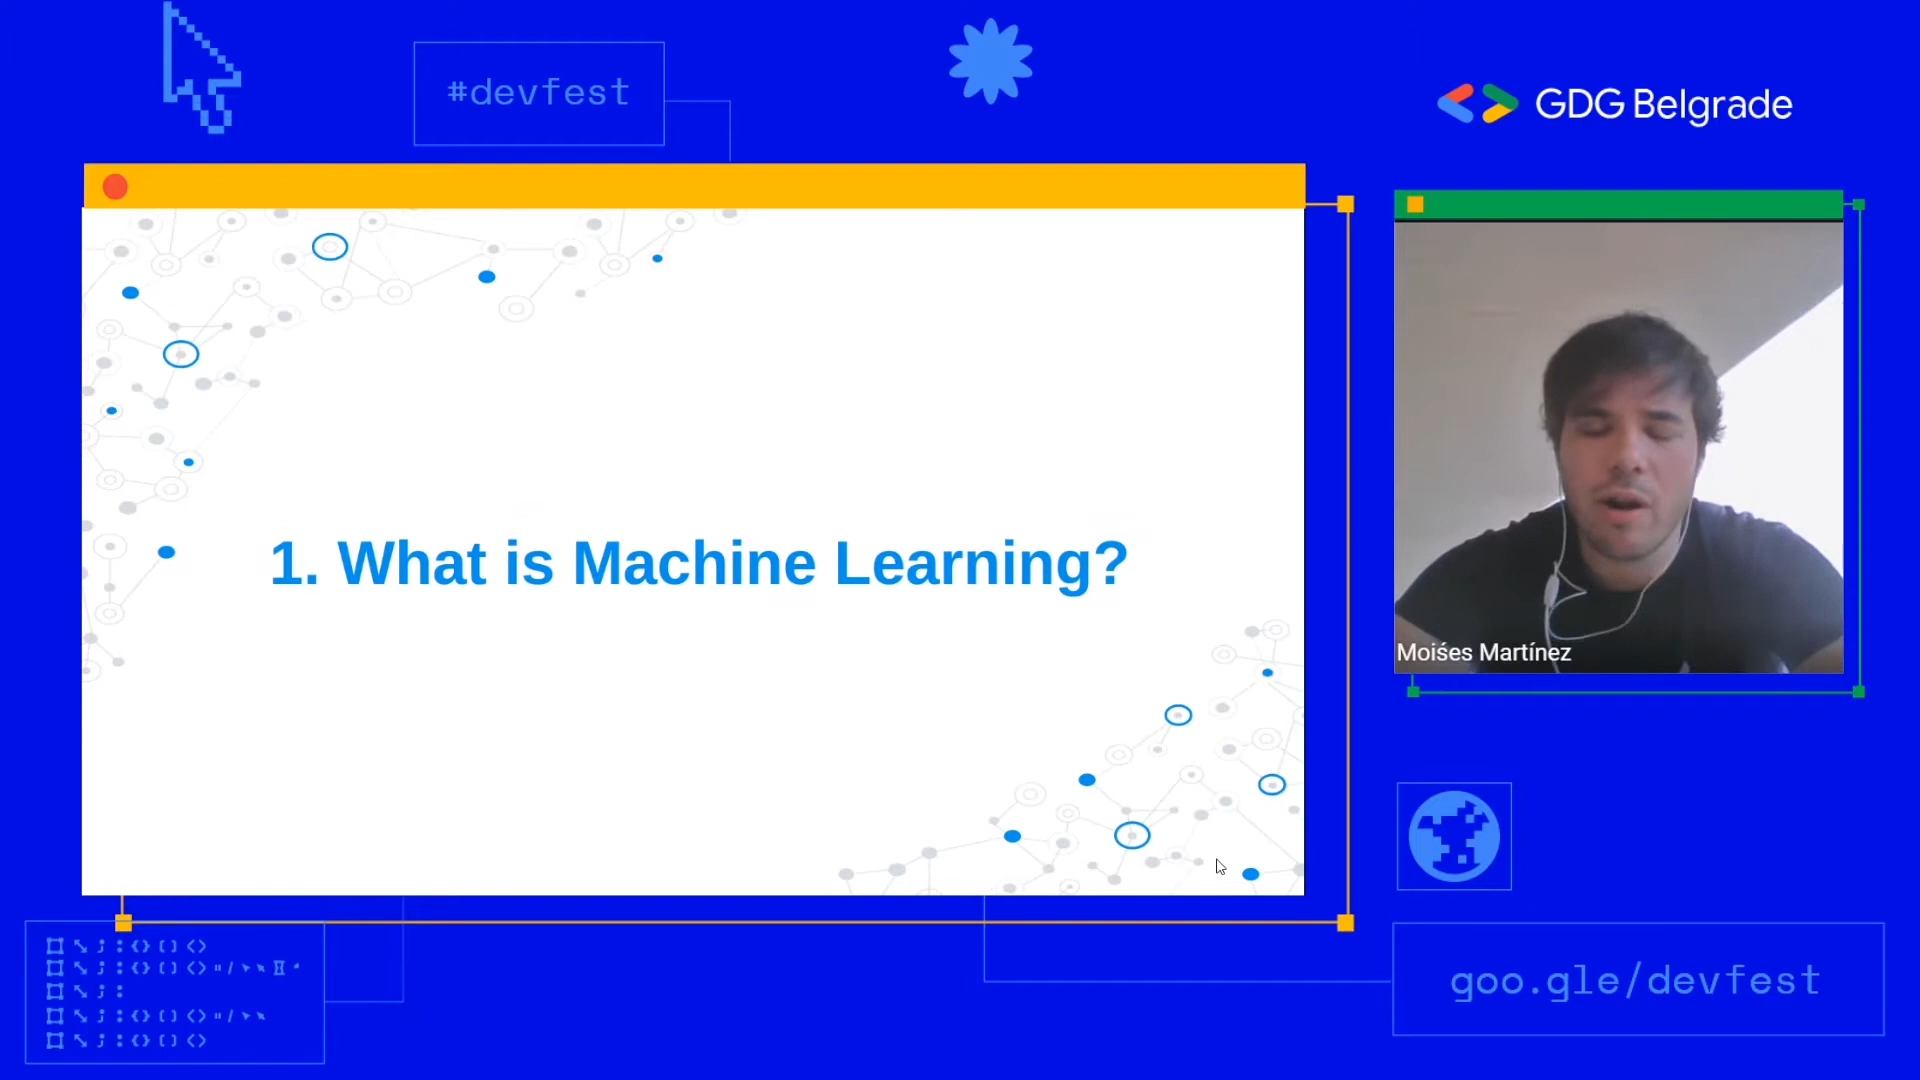 #devfest
GDG Belgrade
1. What is Machine Learning?
Moiśes Martínez
goo.gle/devfest